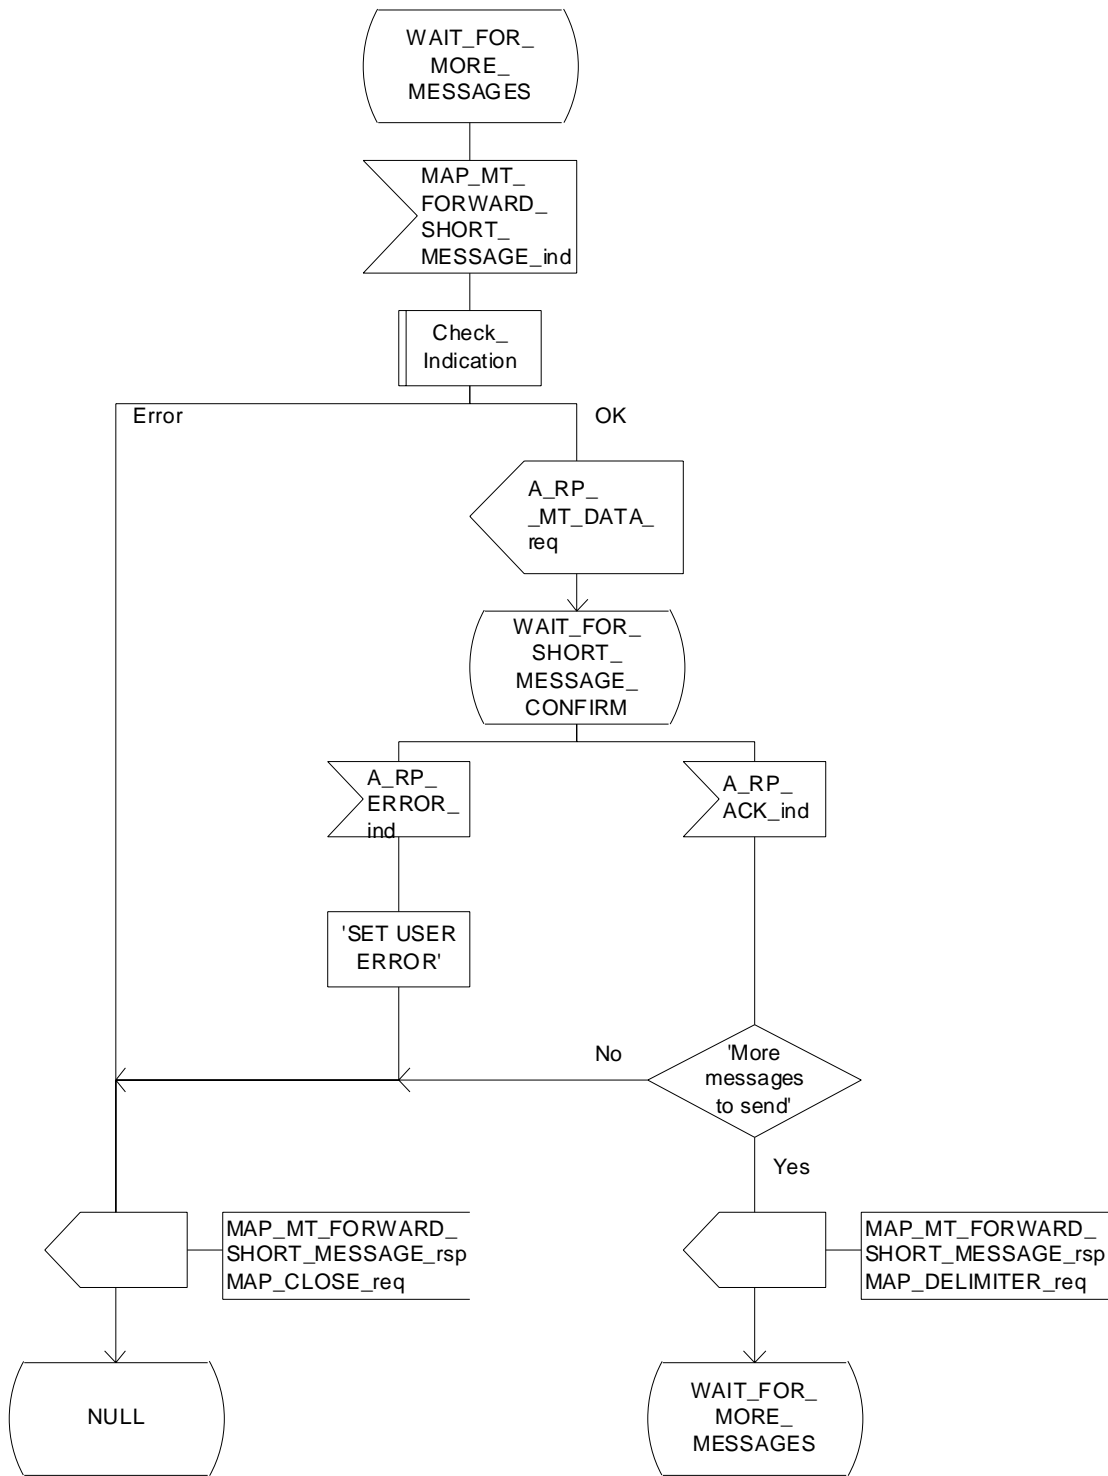 WAIT_FOR_
MORE_
MESSAGES
MAP_MT_
FORWARD_
SHORT_
MESSAGE_ind
Check_
Indication
Error
OK
A_RP_
_MT_DATA_
req
WAIT_FOR_
SHORT_
MESSAGE_
CONFIRM
A_RP_
ERROR_
ind
A_RP_
ACK_ind
'SET USER
ERROR'
No
'More
messages
to send'
Yes
MAP_MT_FORWARD_
SHORT_MESSAGE_rsp
MAP_CLOSE_req
MAP_MT_FORWARD_
SHORT_MESSAGE_rsp
MAP_DELIMITER_req
NULL
WAIT_FOR_
MORE_
MESSAGES